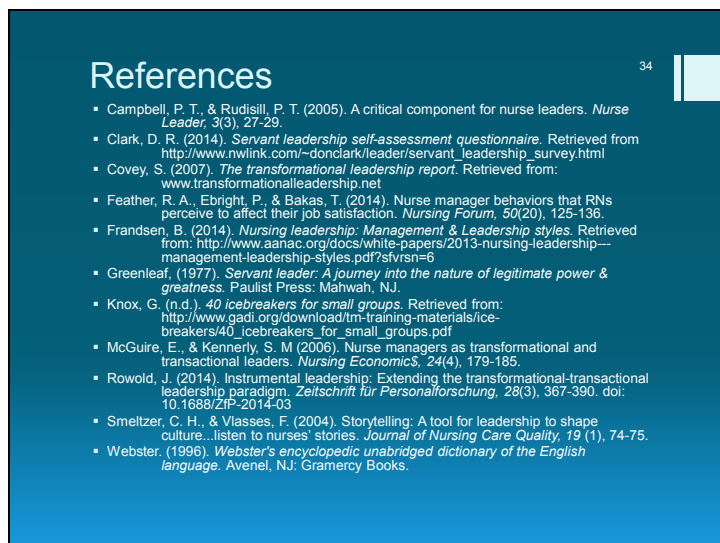 34
References
▪ Campbell, P. T., & Rudisill, P. T. (2005). A critical component for nurse leaders. Nurse
Leader, 3(3), 27-29.
▪ Clark, D. R. (2014). Servant leadership self-assessment questionnaire. Retrieved from
http://www.nwlink.com/~donclark/leader/servant_leadership_survey.html
▪ Covey, S. (2007). The transformational leadership report. Retrieved from:
www.transformationalleadership.net
▪ Feather, R. A., Ebright, P., & Bakas, T. (2014). Nurse manager behaviors that RNs
perceive to affect their job satisfaction. Nursing Forum, 50(20), 125-136.
▪ Frandsen, B. (2014). Nursing leadership: Management & Leadership styles. Retrieved
from: http://www.aanac.org/docs/white-papers/2013-nursing-leadership---
management-leadership-styles.pdf?sfvrsn=6
▪ Greenleaf, (1977). Servant leader: A journey into the nature of legitimate power &
greatness. Paulist Press: Mahwah, NJ.
▪ Knox, G. (n.d.). 40 icebreakers for small groups. Retrieved from:
http://www.gadi.org/download/tm-training-materials/ice-
breakers/40_icebreakers_for_small_groups.pdf
▪ McGuire, E., & Kennerly, S. M (2006). Nurse managers as transformational and
transactional leaders. Nursing Economic$, 24(4), 179-185.
▪ Rowold, J. (2014). Instrumental leadership: Extending the transformational-transactional
leadership paradigm. Zeitschrift für Personalforschung, 28(3), 367-390. doi:
10.1688/ZfP-2014-03
▪ Smeltzer, C. H., & Vlasses, F. (2004). Storytelling: A tool for leadership to shape
culture...listen to nurses' stories. Journal of Nursing Care Quality, 19 (1), 74-75.
▪ Webster. (1996). Webster's encyclopedic unabridged dictionary of the English
language. Avenel, NJ: Gramercy Books.